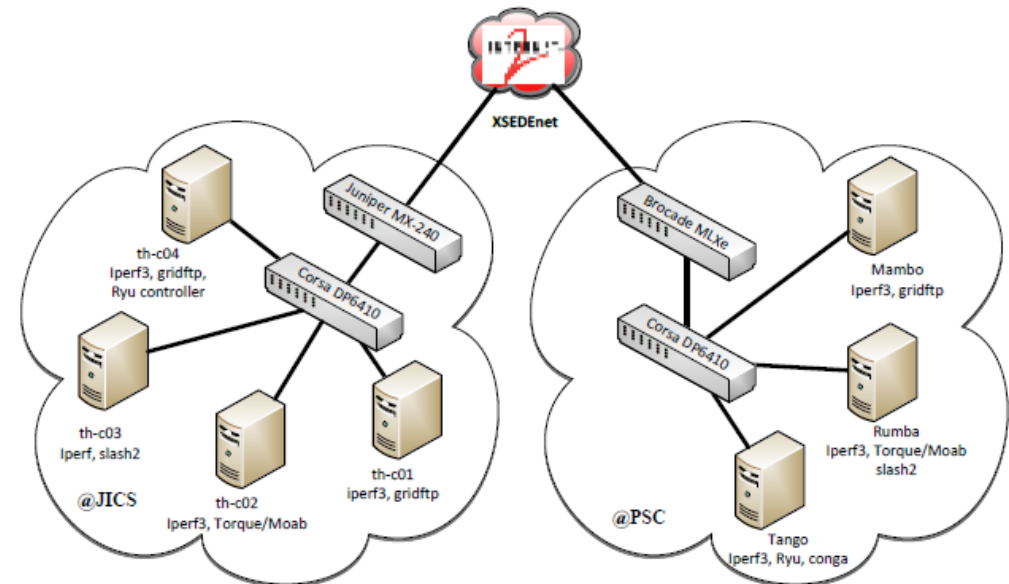 XSEDEnet
Juniper MX-240
th-c04
Iperf3, gridftp,
Ryu controller
Corsa DP6410
th-c03
Iperf, slash2
th-c02
Iperf3, Torque/Moab
th-c01
iperf3, gridftp
@JICS
Brocade MLXe
Mambo
Iperf3, gridftp
Corsa DP6410
Rumba
Iperf3, Torque/Moab
slash2
@PSC
Tango
Iperf3, Ryu, conga